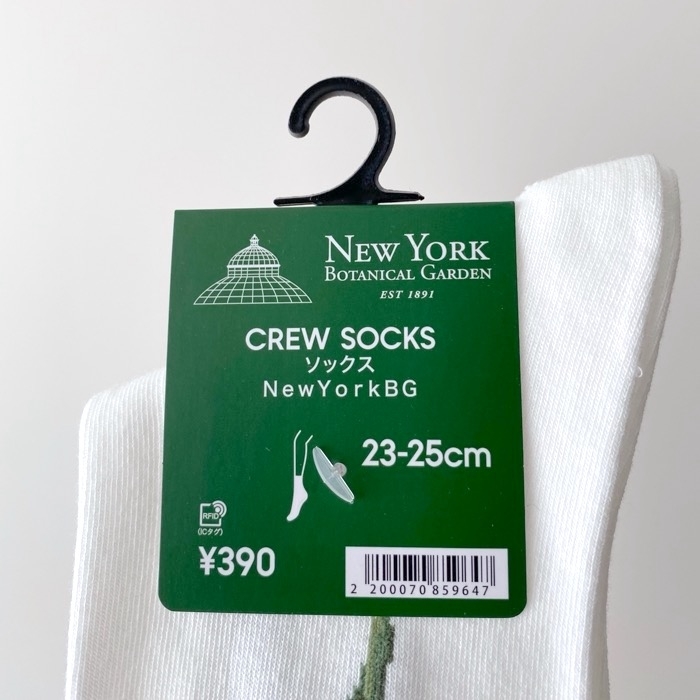 NEW YORK
BOTANICAL GARDEN
EST 1891
CREW SOCKS
ソックス
NewYorkBG
23-25cm
RFID
(ICタグ)
¥390
2 200070 859647